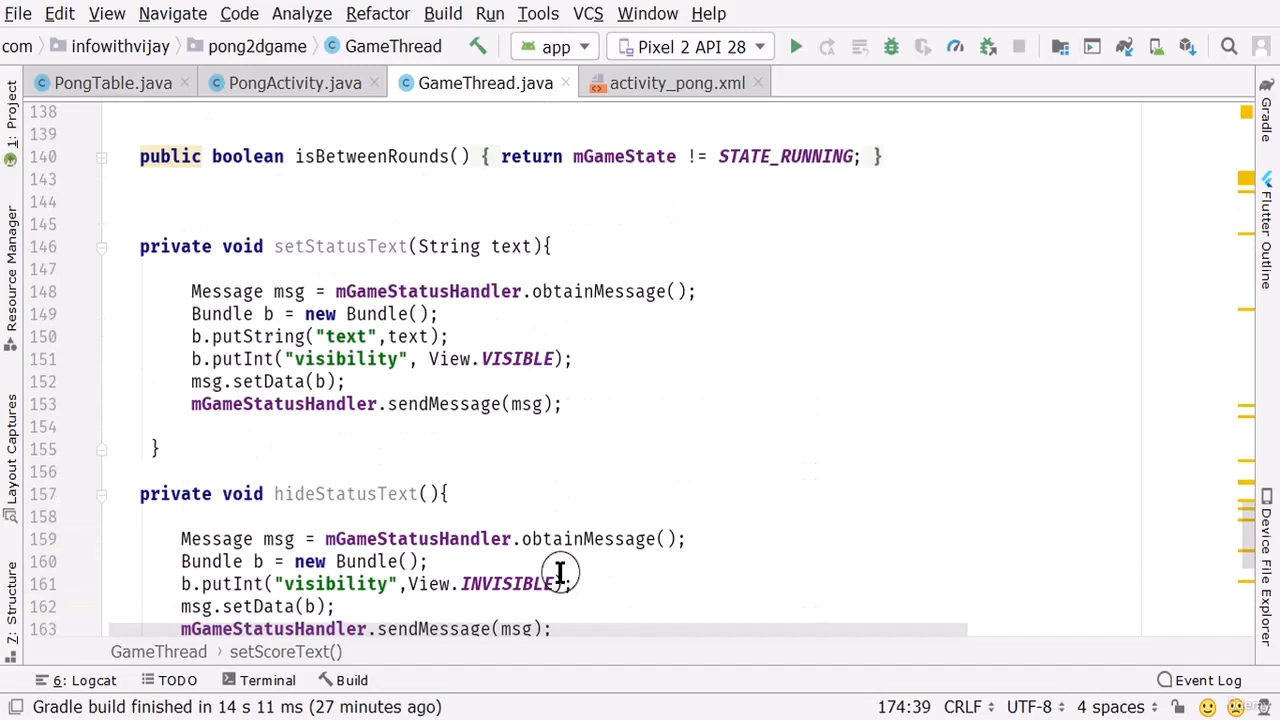 File Edit View Navigate Code Analyze Refactor Build Run Tools VCS Window Help
com infowithvijay pong2dgame GameThread app Pixel 2 API 28
PongTable.java PongActivity.java GameThread.java activity_pong.xml
1: Project
Resource Manager
Layout Captures
Z: Structure
138
139
140 public boolean isBetweenRounds() { return mGameState != STATE_RUNNING; }
143
144
145
146 private void setStatusText(String text){
147
148 Message msg = mGameStatusHandler.obtainMessage();
149 Bundle b = new Bundle();
150 b.putString("text",text);
151 b.putInt("visibility", View.VISIBLE);
152 msg.setData(b);
153 mGameStatusHandler.sendMessage(msg);
154
155 }
156
157 private void hideStatusText(){
158
159 Message msg = mGameStatusHandler.obtainMessage();
160 Bundle b = new Bundle();
161 b.putInt("visibility",View.INVISIBLE);
162 msg.setData(b);
163 mGameStatusHandler.sendMessage(msg);
Gradle
Flutter Outline
Device File Explorer
GameThread setScoreText()
6: Logcat TODO Terminal Build Event Log
Gradle build finished in 14 s 11 ms (27 minutes ago) 174:39 CRLF UTF-8 4 spaces